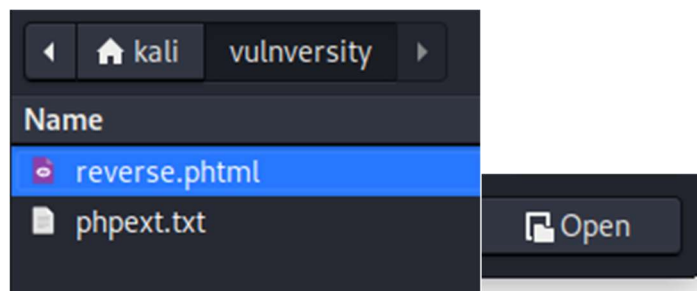 kali vulnversity
Name
reverse.phtml
phpext.txt
Open